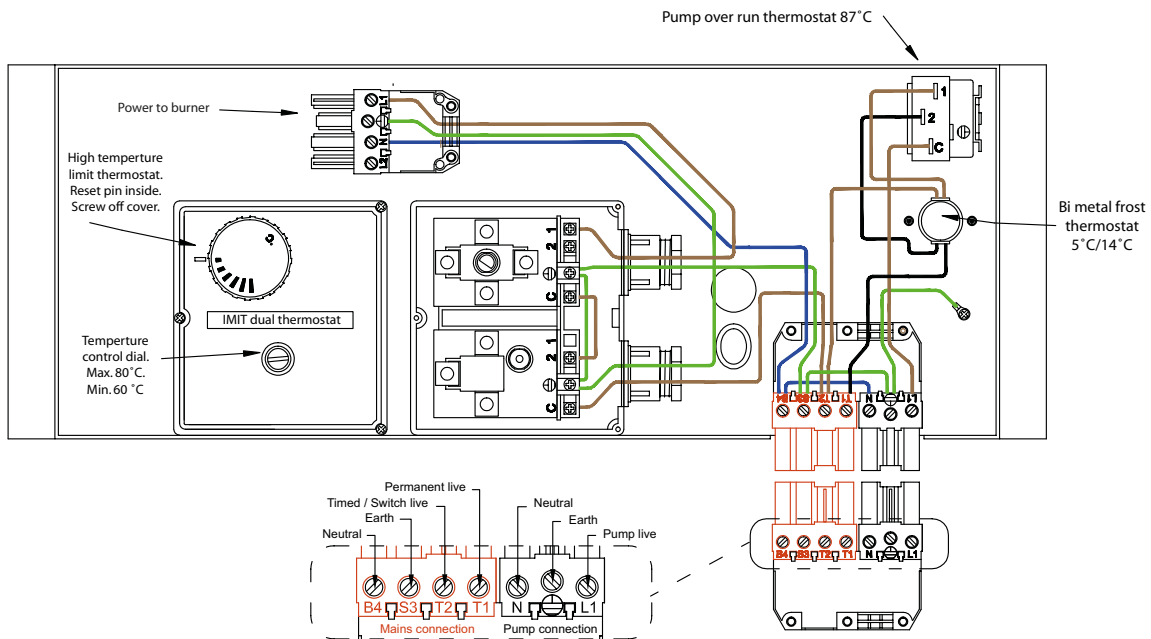 Pump over run thermostat 87˚C
Power to burner
L1
N
L2
1
2
C
High temperture
limit thermostat.
Reset pin inside.
Screw off cover.
Bi metal frost
thermostat
5˚C/14˚C
˚C
IMIT dual thermostat
Temperture
control dial.
Max. 80˚C.
Min. 60 ˚C
1
2
C
1
2
C
B4 S3 T2 T1 N L1
Permanent live
Timed / Switch live
Earth
Neutral
Neutral
Earth
Pump live
B4 S3 T2 T1 N L1
Mains connection Pump connection
B4 B3 T2 T1 N L1